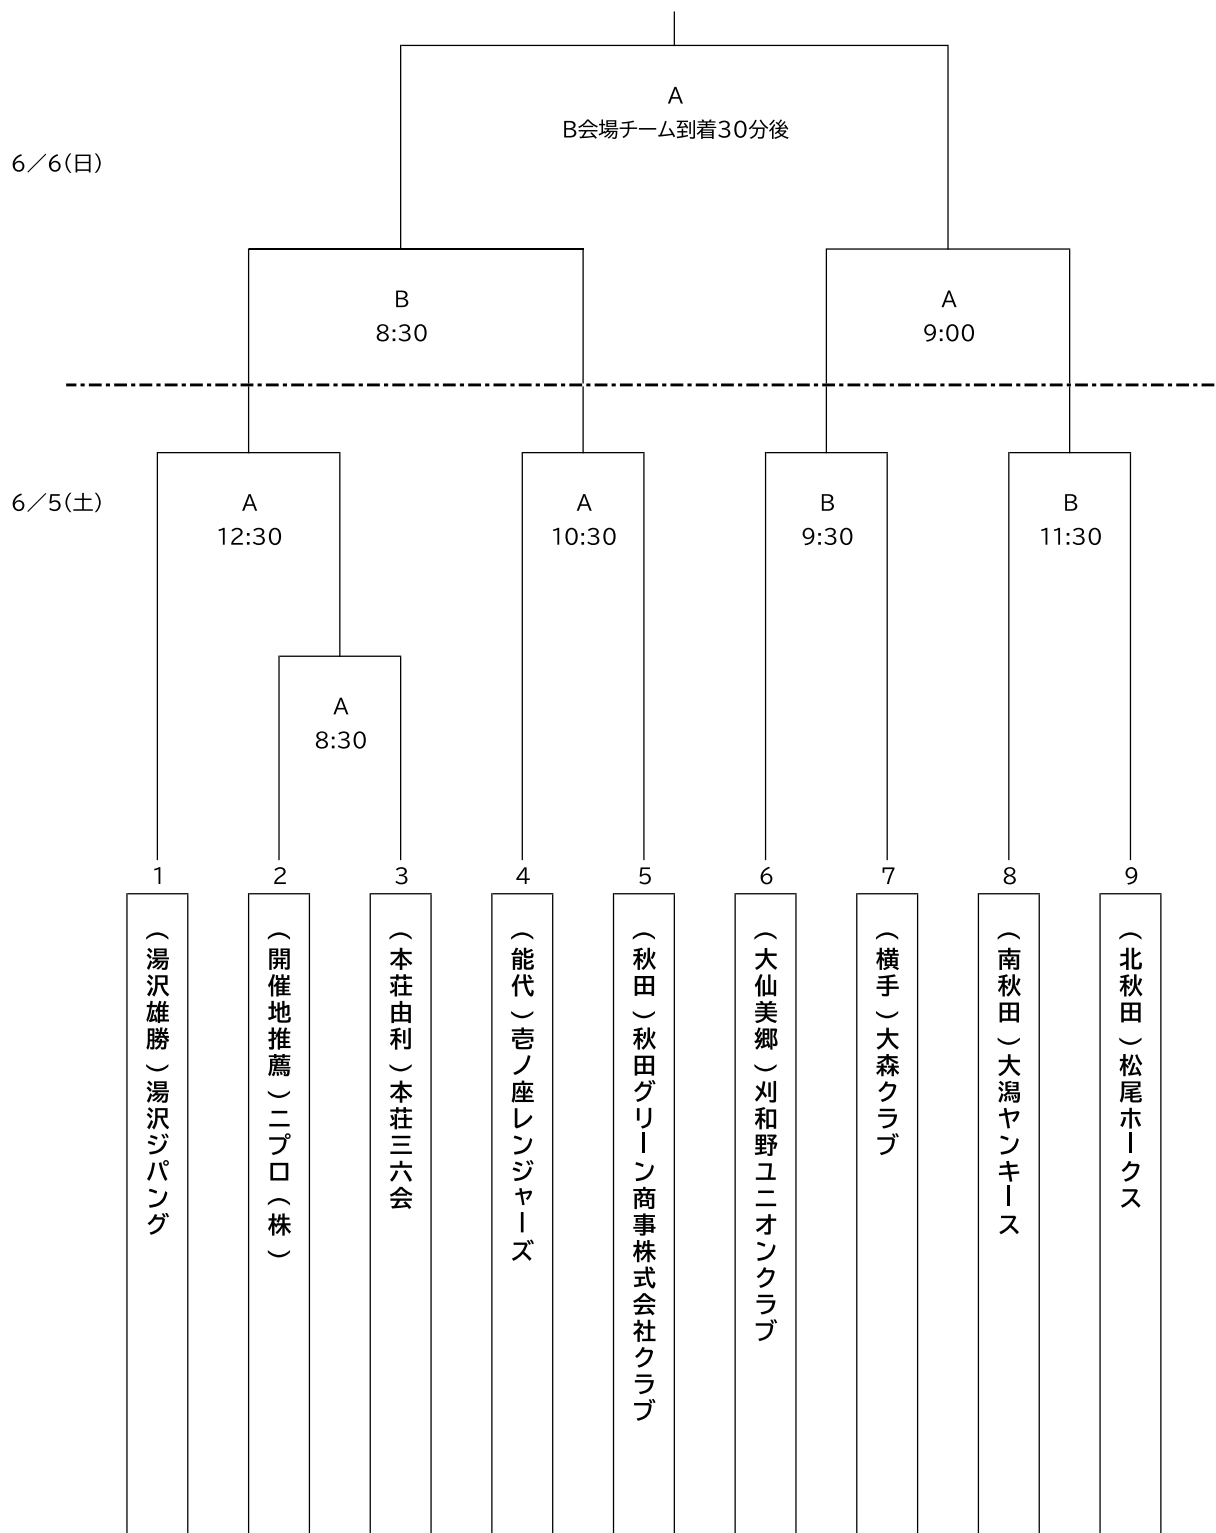 A
B会場チーム到着30分後
6／6(日)
B
8:30
A
9:00
6／5(土)
A
12:30
A
10:30
B
9:30
B
11:30
A
8:30
1
2
3
4
5
6
7
8
9
(湯沢雄勝)湯沢ジパング
(開催地推薦)ニプロ(株)
(本荘由利)本荘三六会
(能代)壱ノ座レンジャーズ
(秋田)秋田グリーン商事株式会社クラブ
(大仙美郷)刈和野ユニオンクラブ
(横手)大森クラブ
(南秋田)大潟ヤンキース
(北秋田)松尾ホークス